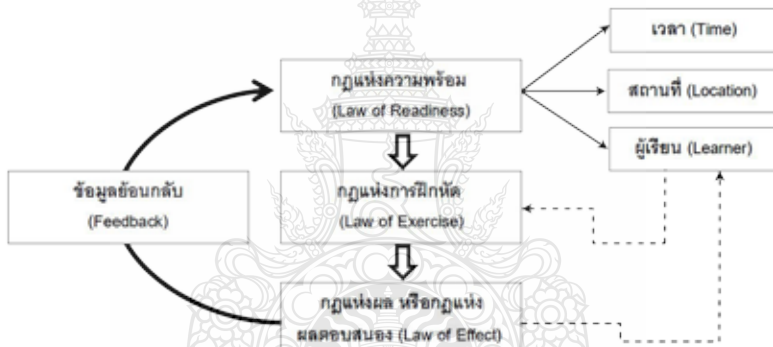 เวลา (Time)
กฎแห่งความพร้อม
(Law of Readiness)
สถานที่ (Location)
ผู้เรียน (Learner)
ข้อมูลย้อนกลับ
(Feedback)
กฎแห่งการฝึกหัด
(Law of Exercise)
กฎแห่งผล หรือกฎแห่ง
ผลตอบสนอง (Law of Effect)